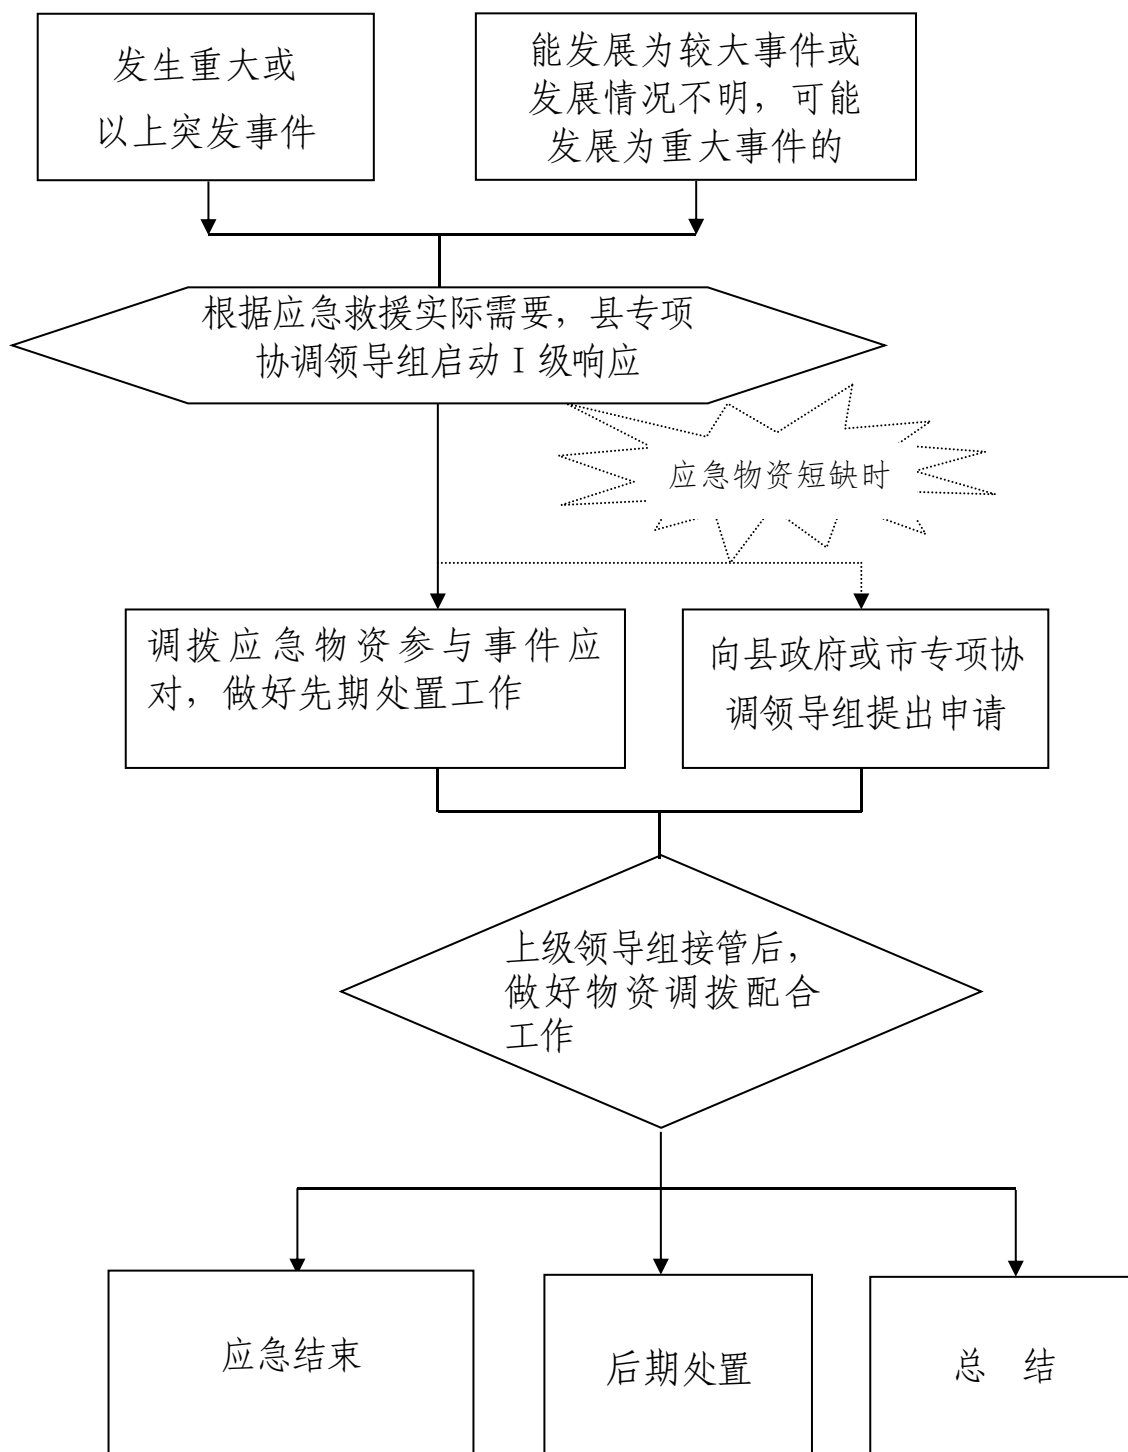 发生重大或
以上突发事件
能发展为较大事件或
发展情况不明，可能
发展为重大事件的
根据应急救援实际需要，县专项
协调领导组启动Ⅰ级响应
应急物资短缺时
调拨应急物资参与事件应
对，做好先期处置工作
向县政府或市专项协
调领导组提出申请
上级领导组接管后，
做好物资调拨配合
工作
应急结束
后期处置
总　结